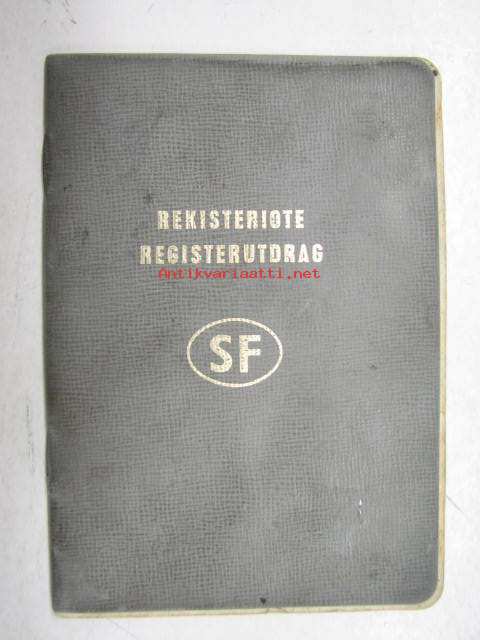 REKISTERIOTE
REGISTERUTDRAG
Antikvariaatti.net
SF